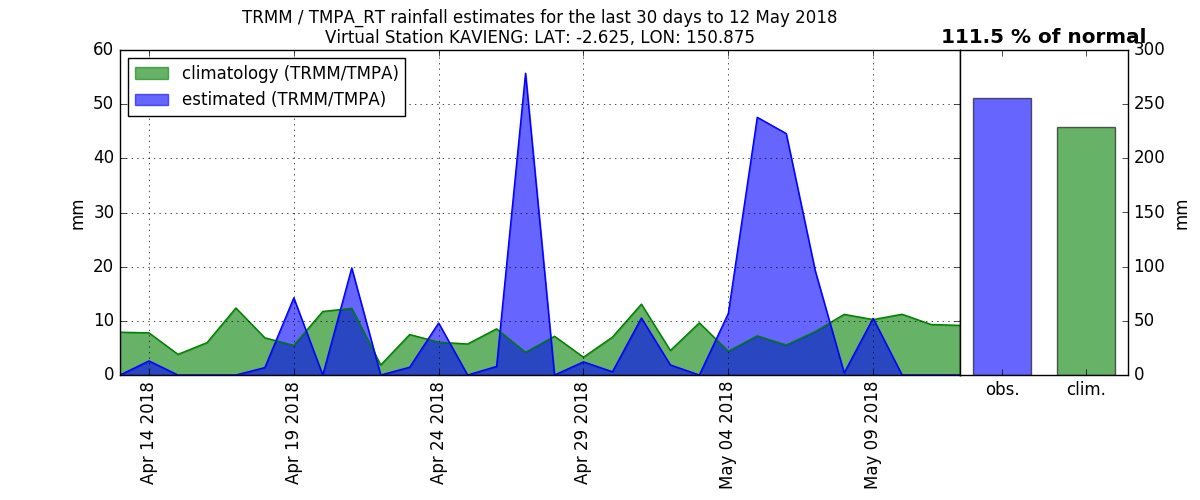 TRMM / TMPA_RT rainfall estimates for the last 30 days to 12 May 2018
Virtual Station KAVIENG: LAT: -2.625, LON: 150.875
111.5 % of normal
climatology (TRMM/TMPA)
estimated (TRMM/TMPA)
60
50
40
30
20
10
0
mm
Apr 14 2018
Apr 19 2018
Apr 24 2018
Apr 29 2018
May 04 2018
May 09 2018
300
250
200
150
100
50
0
mm
obs.
clim.